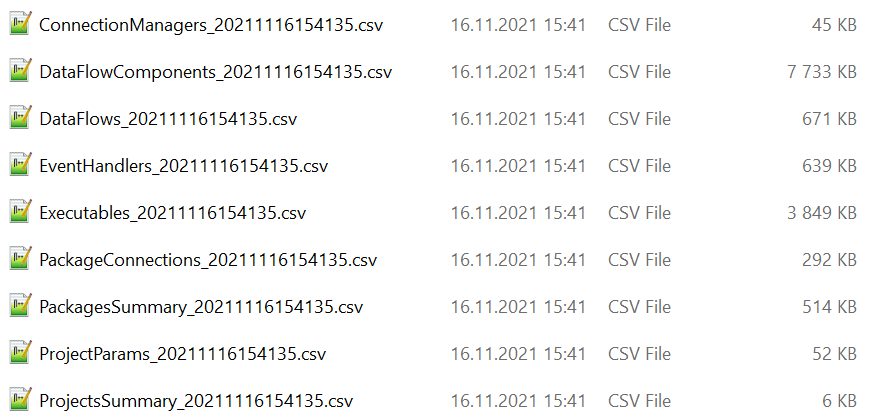 ConnectionManagers_20211116154135.csv 16.11.2021 15:41 CSV File 45 KB
DataFlowComponents_20211116154135.csv 16.11.2021 15:41 CSV File 7 733 KB
DataFlows_20211116154135.csv 16.11.2021 15:41 CSV File 671 KB
EventHandlers_20211116154135.csv 16.11.2021 15:41 CSV File 639 KB
Executables_20211116154135.csv 16.11.2021 15:41 CSV File 3 849 KB
PackageConnections_20211116154135.csv 16.11.2021 15:41 CSV File 292 KB
PackagesSummary_20211116154135.csv 16.11.2021 15:41 CSV File 514 KB
ProjectParams_20211116154135.csv 16.11.2021 15:41 CSV File 52 KB
ProjectsSummary_20211116154135.csv 16.11.2021 15:41 CSV File 6 KB